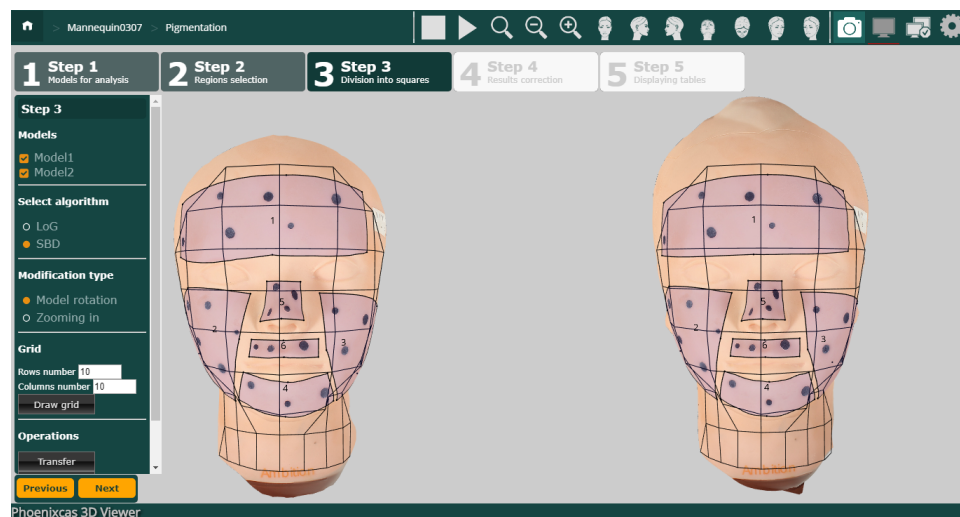 > Mannequin0307 > Pigmentation
1 Step 1
Models for analysis
2 Step 2
Regions selection
3 Step 3
Division into squares
4 Step 4
Results correction
5 Step 5
Displaying tables
Step 3
Models
Model1
Model2
Select algorithm
LoG
SBD
Modification type
Model rotation
Zooming in
Grid
Rows number 10
Columns number 10
Draw grid
Operations
Transfer
Previous Next
1
2
3
4
5
6
Ambition
1
2
3
4
5
6
Ambition
Phoenixcas 3D Viewer